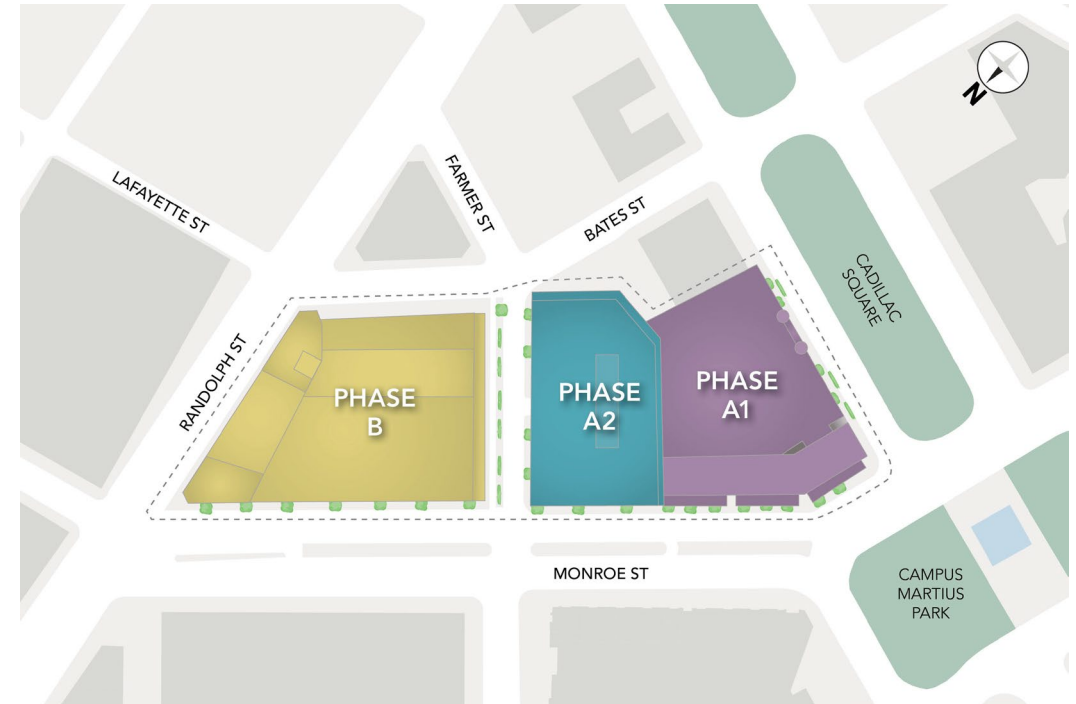 N
LAFAYETTE ST
FARMER ST
BATES ST
CADILLAC
SQUARE
RANDOLPH ST
PHASE
B
PHASE
A2
PHASE
A1
MONROE ST
CAMPUS
MARTIUS
PARK